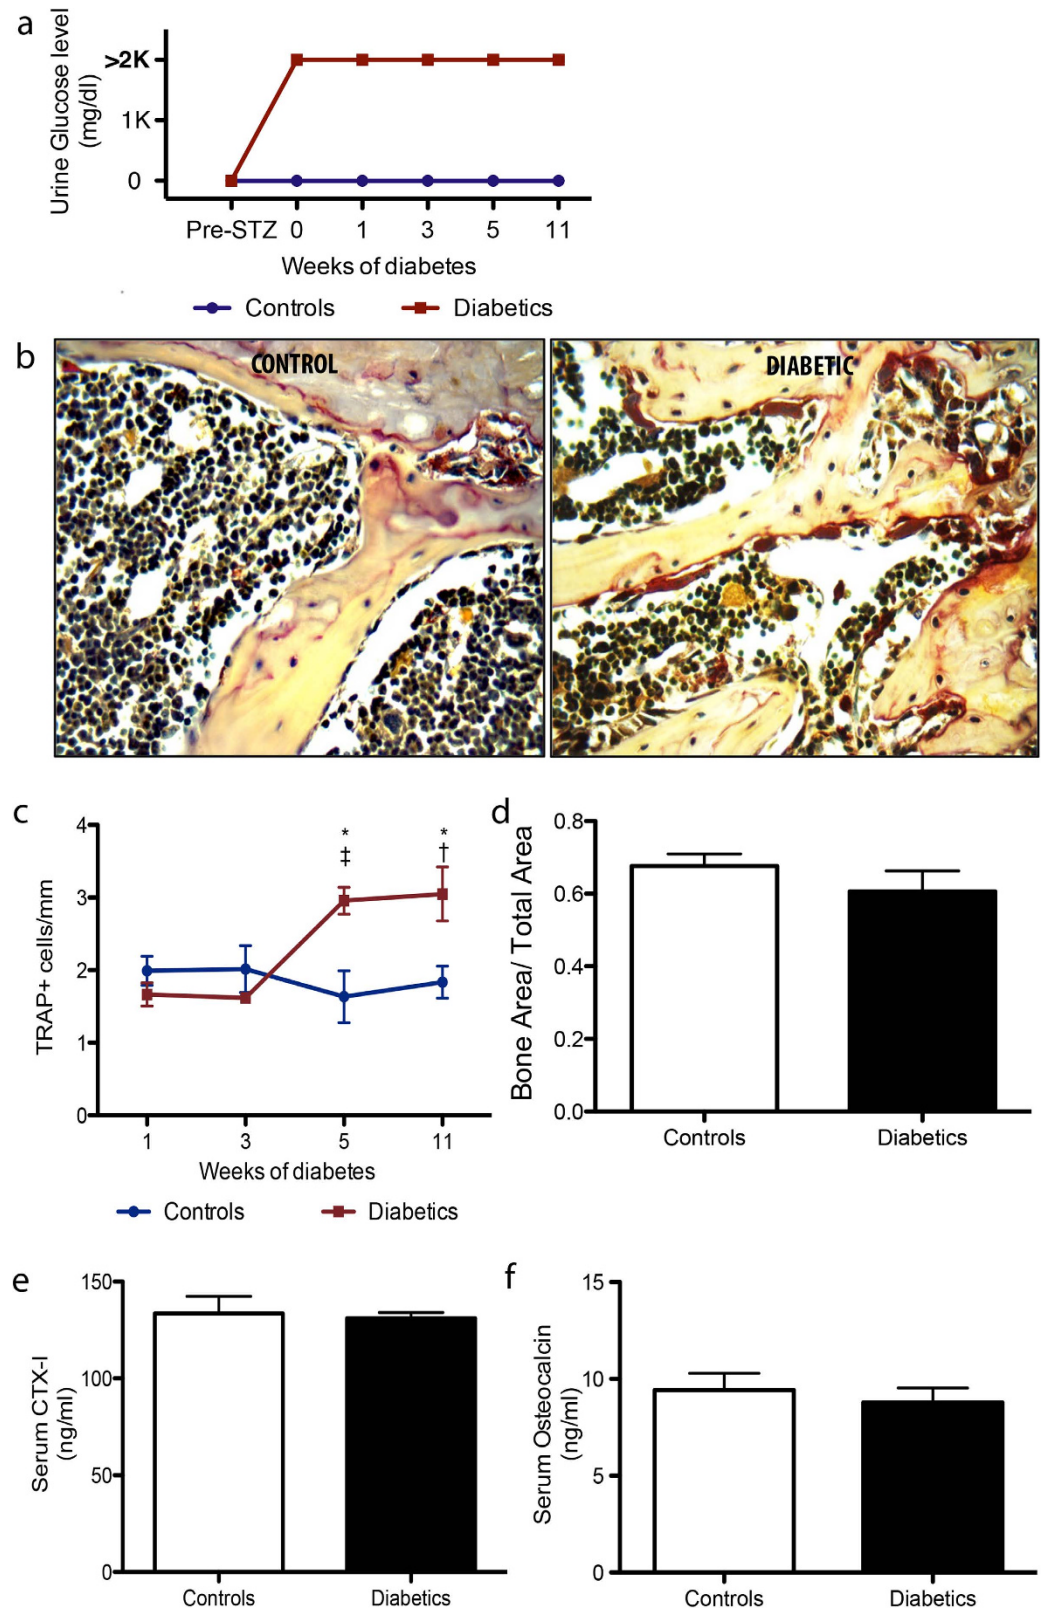 a
Urine Glucose level
(mg/dl)
>2K
1K
0
Pre-STZ 0 1 3 5 11
Weeks of diabetes
Controls Diabetics
b
CONTROL
DIABETIC
c
TRAP+ cells/mm
4
3
2
1
0
* *
‡ †
1 3 5 11
Weeks of diabetes
Controls Diabetics
d
Bone Area/ Total Area
0.8
0.6
0.4
0.2
0.0
Controls Diabetics
e
Serum CTX-I
(ng/ml)
150
100
50
0
Controls Diabetics
f
Serum Osteocalcin
(ng/ml)
15
10
5
0
Controls Diabetics